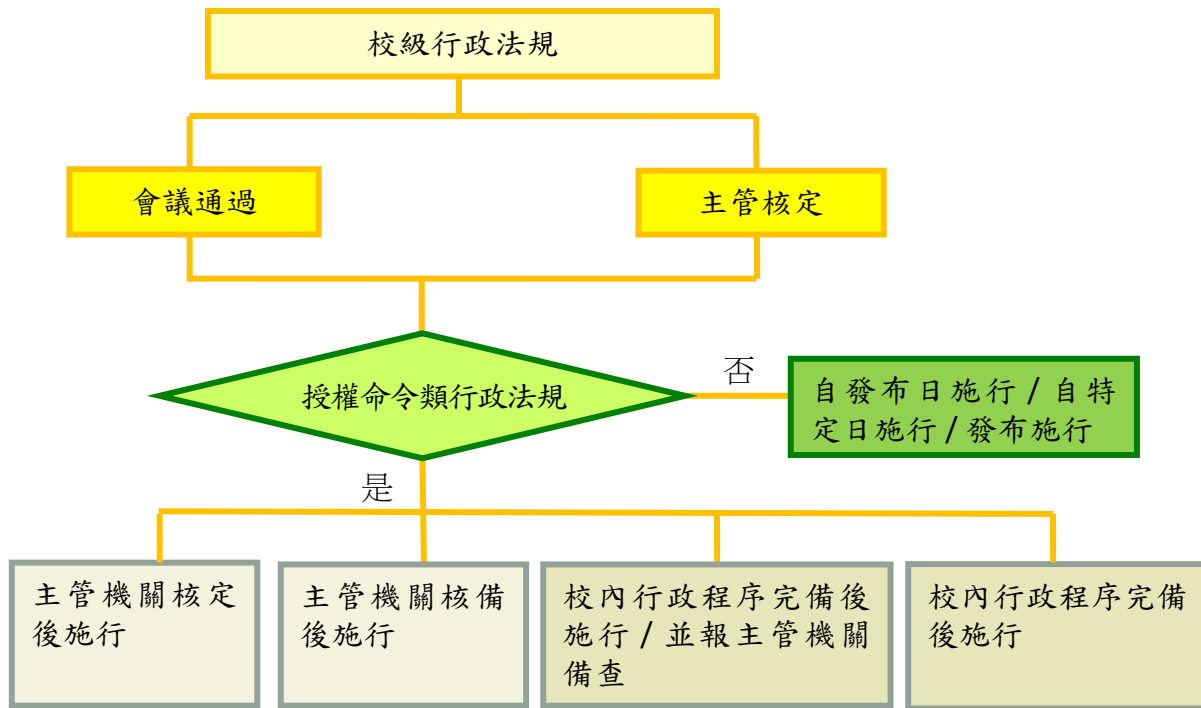 校級行政法規
會議通過
主管核定
授權命令類行政法規
否
自發布日施行 / 自特
定日施行 / 發布施行
是
主管機關核定
後施行
主管機關核備
後施行
校內行政程序完備後
施行 / 並報主管機關
備查
校內行政程序完備
後施行